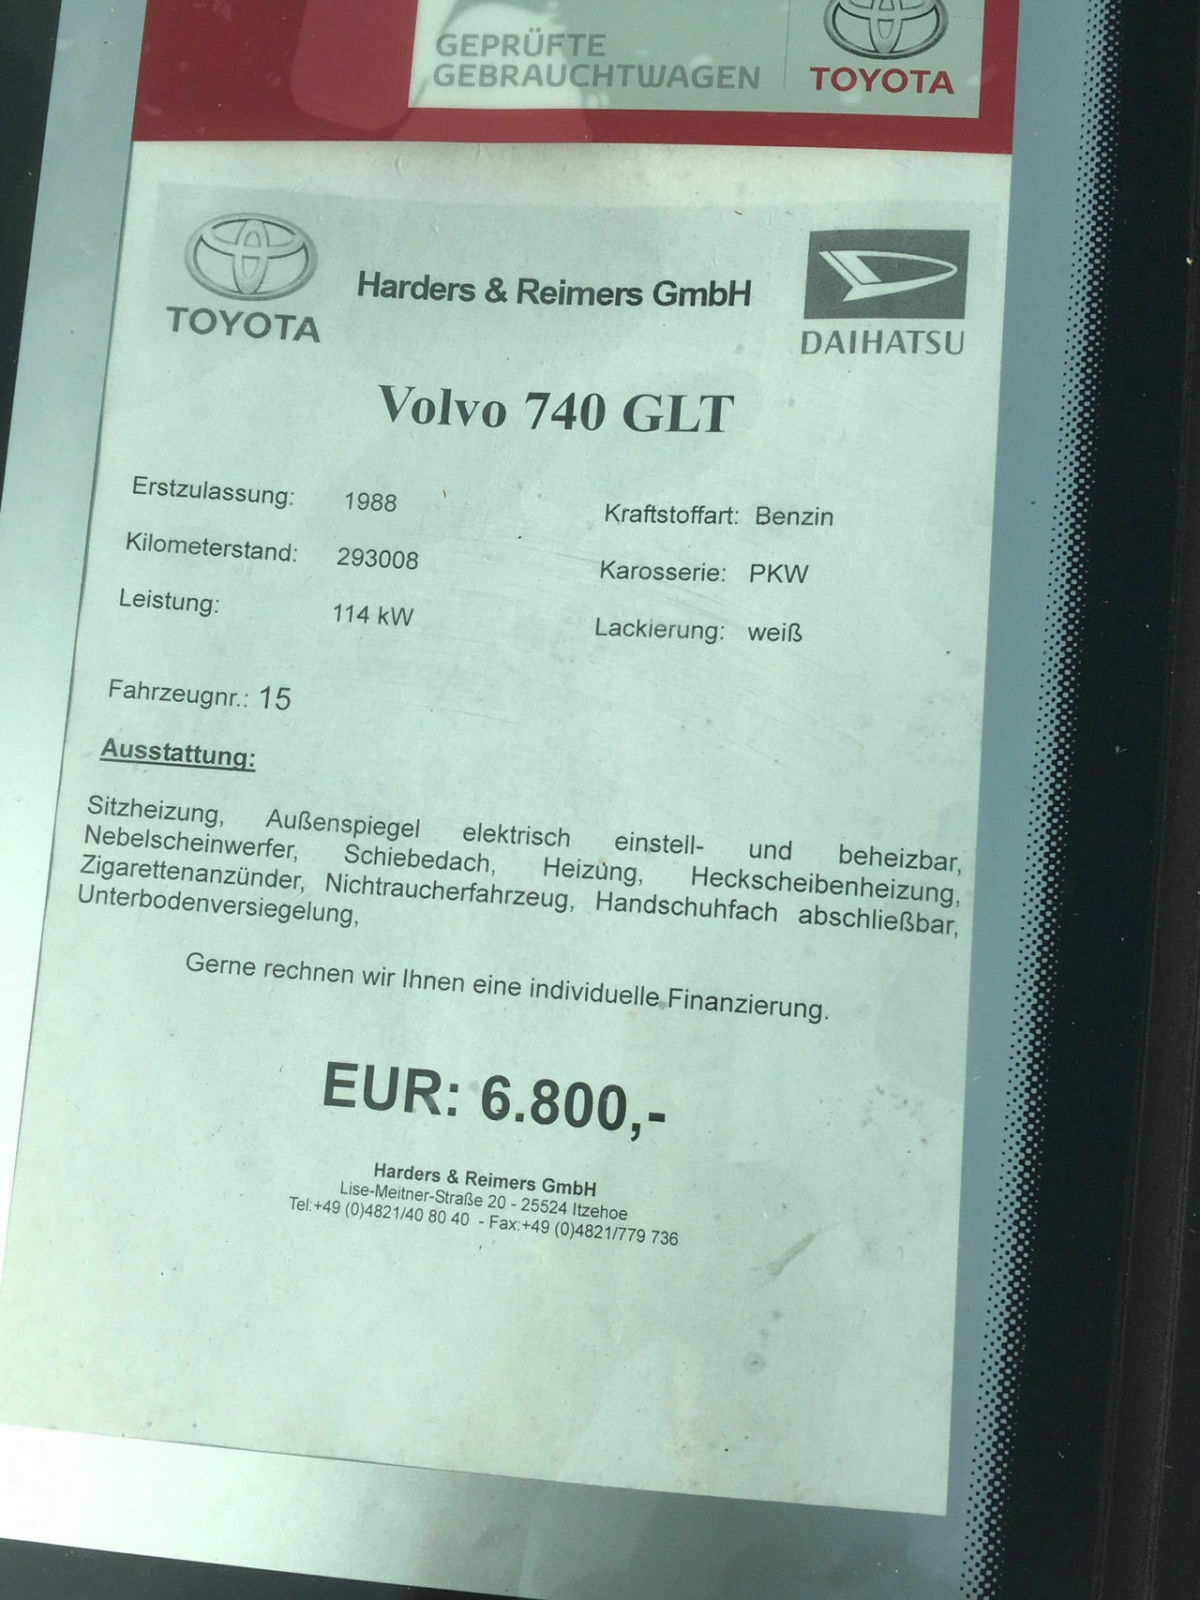 GEPRÜFTE
GEBRAUCHTWAGEN
TOYOTA
TOYOTA
Harders & Reimers GmbH
DAIHATSU
Volvo 740 GLT
Erstzulassung: 1988 Kraftstoffart: Benzin
Kilometerstand: 293008 Karosserie: PKW
Leistung: 114 kW Lackierung: weiß
Fahrzeugnr.: 15
Ausstattung:
Sitzheizung, Außenspiegel elektrisch einstell- und beheizbar,
Nebelscheinwerfer, Schiebedach, Heizung, Heckscheibenheizung,
Zigarettenanzünder, Nichtraucherfahrzeug, Handschuhfach abschließbar,
Unterbodenversiegelung,
Gerne rechnen wir Ihnen eine individuelle Finanzierung.
EUR: 6.800,-
Harders & Reimers GmbH
Lise-Meitner-Straße 20 - 25524 Itzehoe
Tel:+49 (0)4821/40 80 40 - Fax:+49 (0)4821/779 736